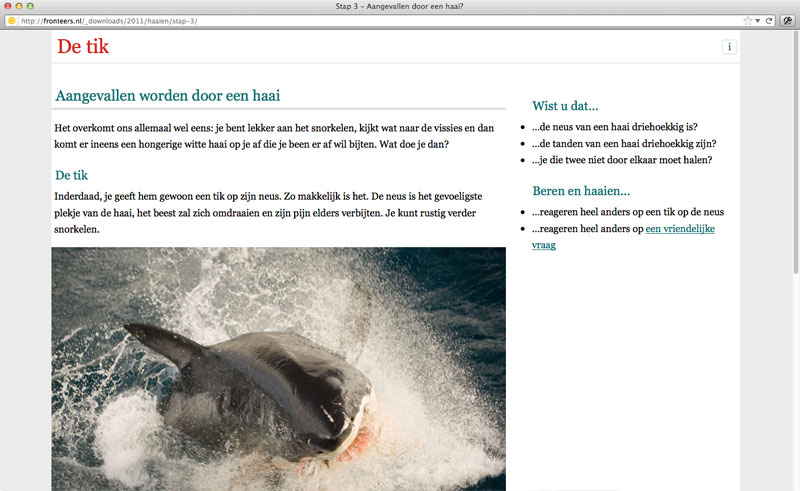 Stap 3 – Aangevallen door een haai?
http://fronteers.nl/_downloads/2011/haaien/stap-3/
De tik
i
Aangevallen worden door een haai
Het overkomt ons allemaal wel eens: je bent lekker aan het snorkelen, kijkt wat naar de vissies en dan
komt er ineens een hongerige witte haai op je af die je been er af wil bijten. Wat doe je dan?
De tik
Inderdaad, je geeft hem gewoon een tik op zijn neus. Zo makkelijk is het. De neus is het gevoeligste
plekje van de haai, het beest zal zich omdraaien en zijn pijn elders verbijten. Je kunt rustig verder
snorkelen.
Wist u dat...
...de neus van een haai driehoekkig is?
...de tanden van een haai driehoekkig zijn?
...je die twee niet door elkaar moet halen?
Beren en haaien...
...reageren heel anders op een tik op de neus
...reageren heel anders op een vriendelijke
vraag